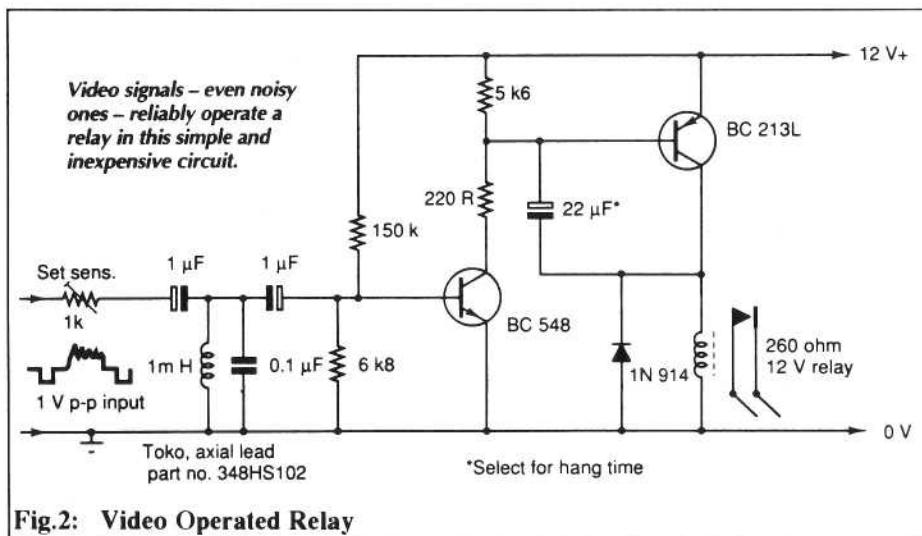 12 V+
Video signals – even noisy
ones – reliably operate a
relay in this simple and
inexpensive circuit.
5 k6
BC 213L
220 R
22 µF*
150 k
Set sens.
1k
1 µF
1 µF
BC 548
1 V p-p input
1m H
0.1 µF
6 k8
1N 914
260 ohm
12 V relay
0 V
Toko, axial lead
part no. 348HS102
*Select for hang time
Fig.2: Video Operated Relay